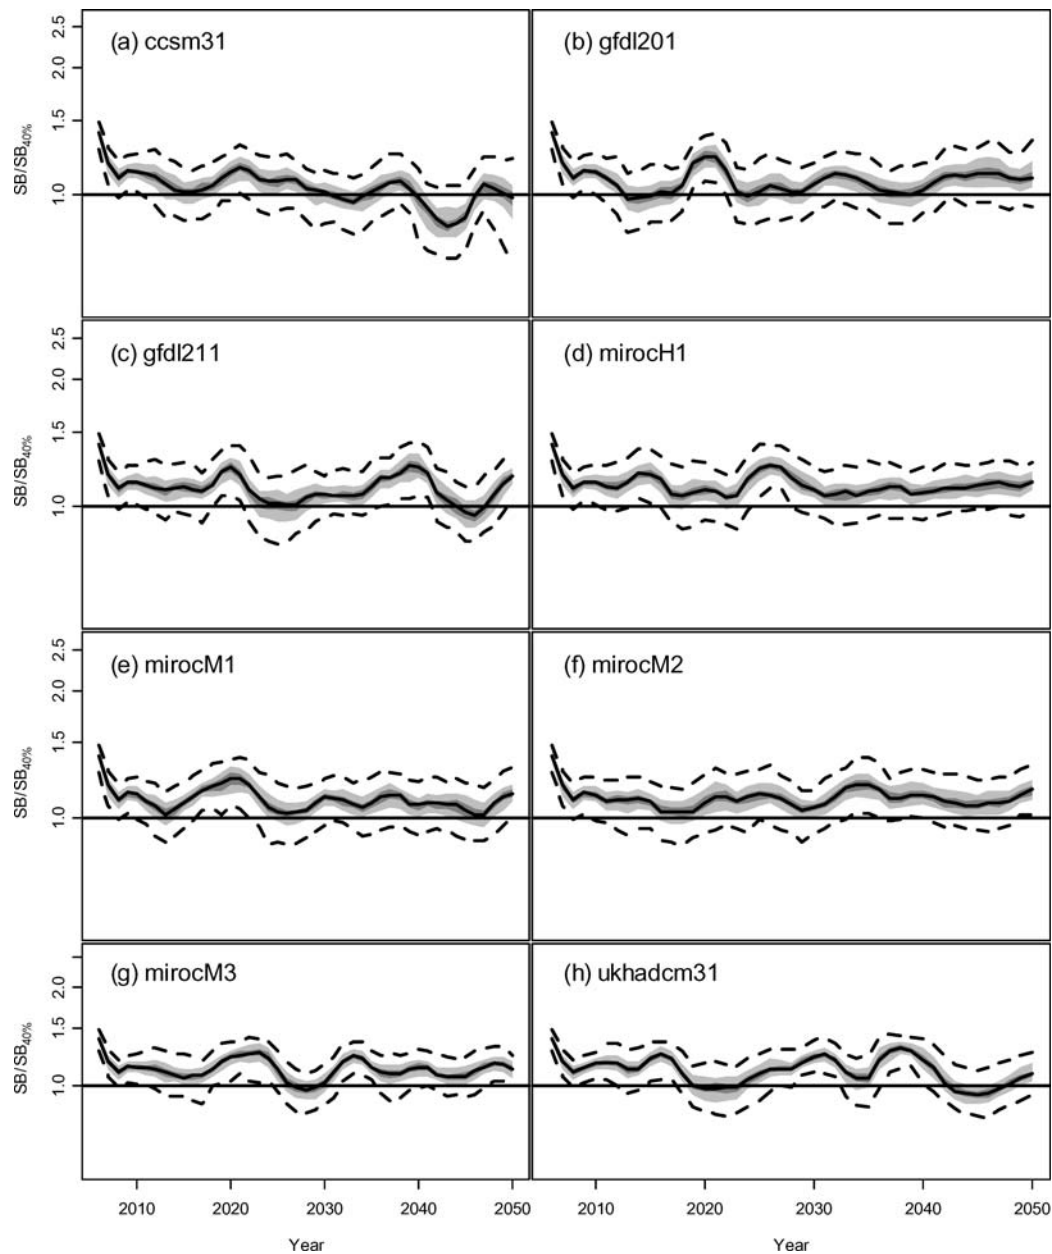 (a) ccsm31
(b) gfdl201
2.5
2.0
1.5
1.0
SB/SB40%
(c) gfdl211
(d) mirocH1
2.5
2.0
1.5
1.0
SB/SB40%
(e) mirocM1
(f) mirocM2
2.5
2.0
1.5
1.0
SB/SB40%
(g) mirocM3
(h) ukhadcm31
2.0
1.5
1.0
SB/SB40%
2010 2020 2030 2040 2050 2010 2020 2030 2040 2050
Year Year